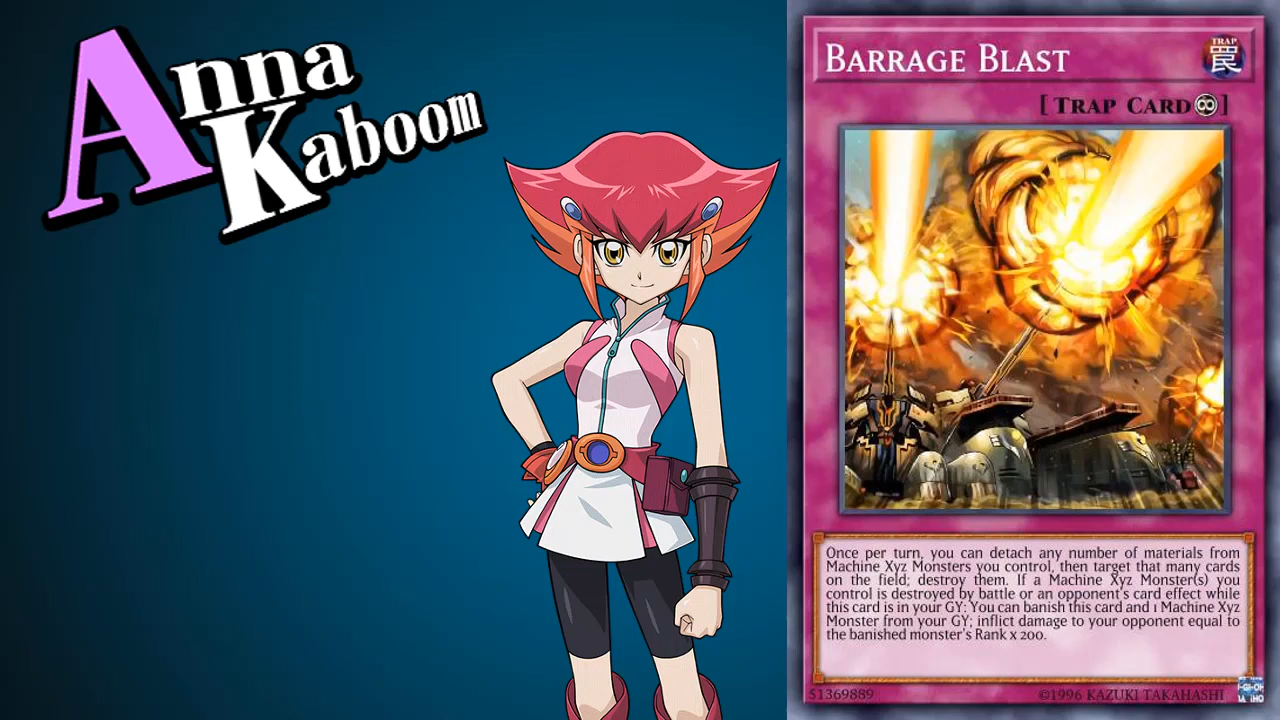 Anna
Kaboom
BARRAGE BLAST
TRAP
罠
[TRAP CARD♾]
Once per turn, you can detach any number of materials from
Machine Xyz Monsters you control, then target that many cards
on the field; destroy them. If a Machine Xyz Monster(s) you
control is destroyed by battle or an opponent's card effect while
this card is in your GY: You can banish this card and 1 Machine Xyz
Monster from your GY; inflict damage to your opponent equal to
the banished monster's Rank x 200.
51369889
©1996 KAZUKI TAKAHASHI